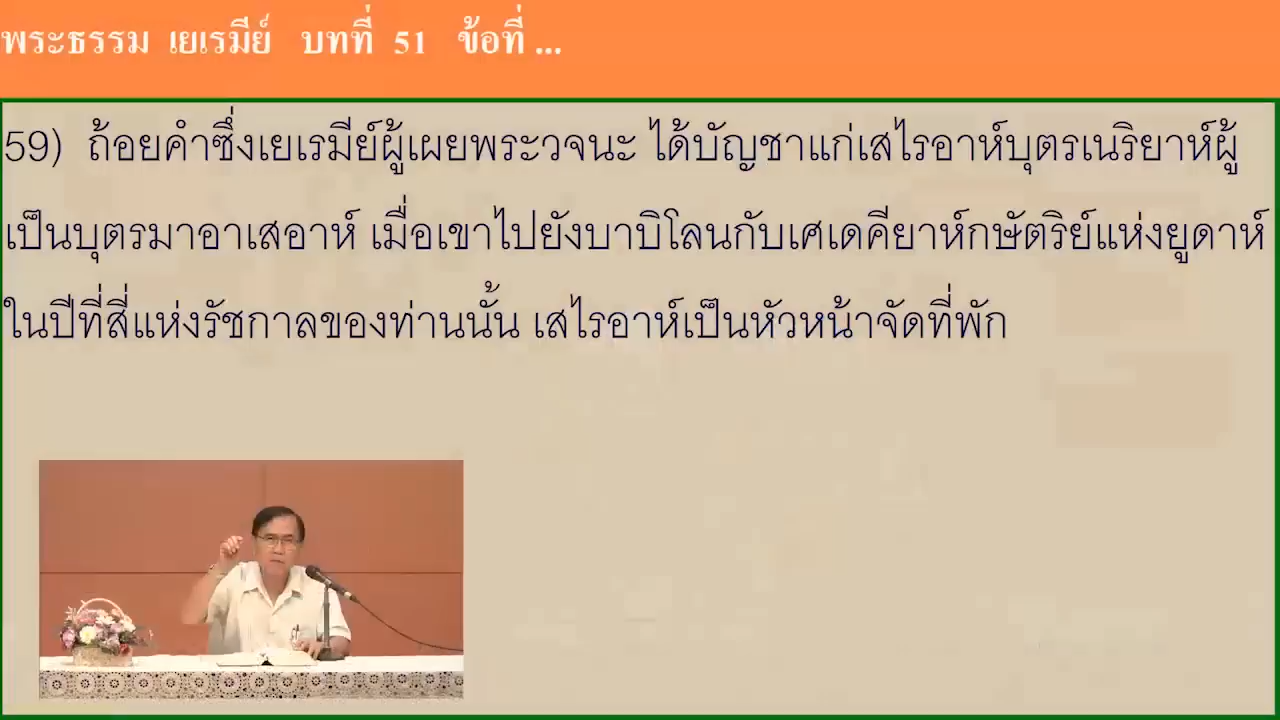 พระธรรม เยเรมีย์ บทที่ 51 ข้อที่ ...
59) ถ้อยคำซึ่งเยเรมีย์ผู้เผยพระวจนะ ได้บัญชาแก่เสไรอาห์บุตรเนริยาห์ผู้
เป็นบุตรมาอาเสอาห์ เมื่อเขาไปยังบาบิโลนกับเศเดคียาห์กษัตริย์แห่งยูดาห์
ในปีที่สี่แห่งรัชกาลของท่านนั้น เสไรอาห์เป็นหัวหน้าจัดที่พัก